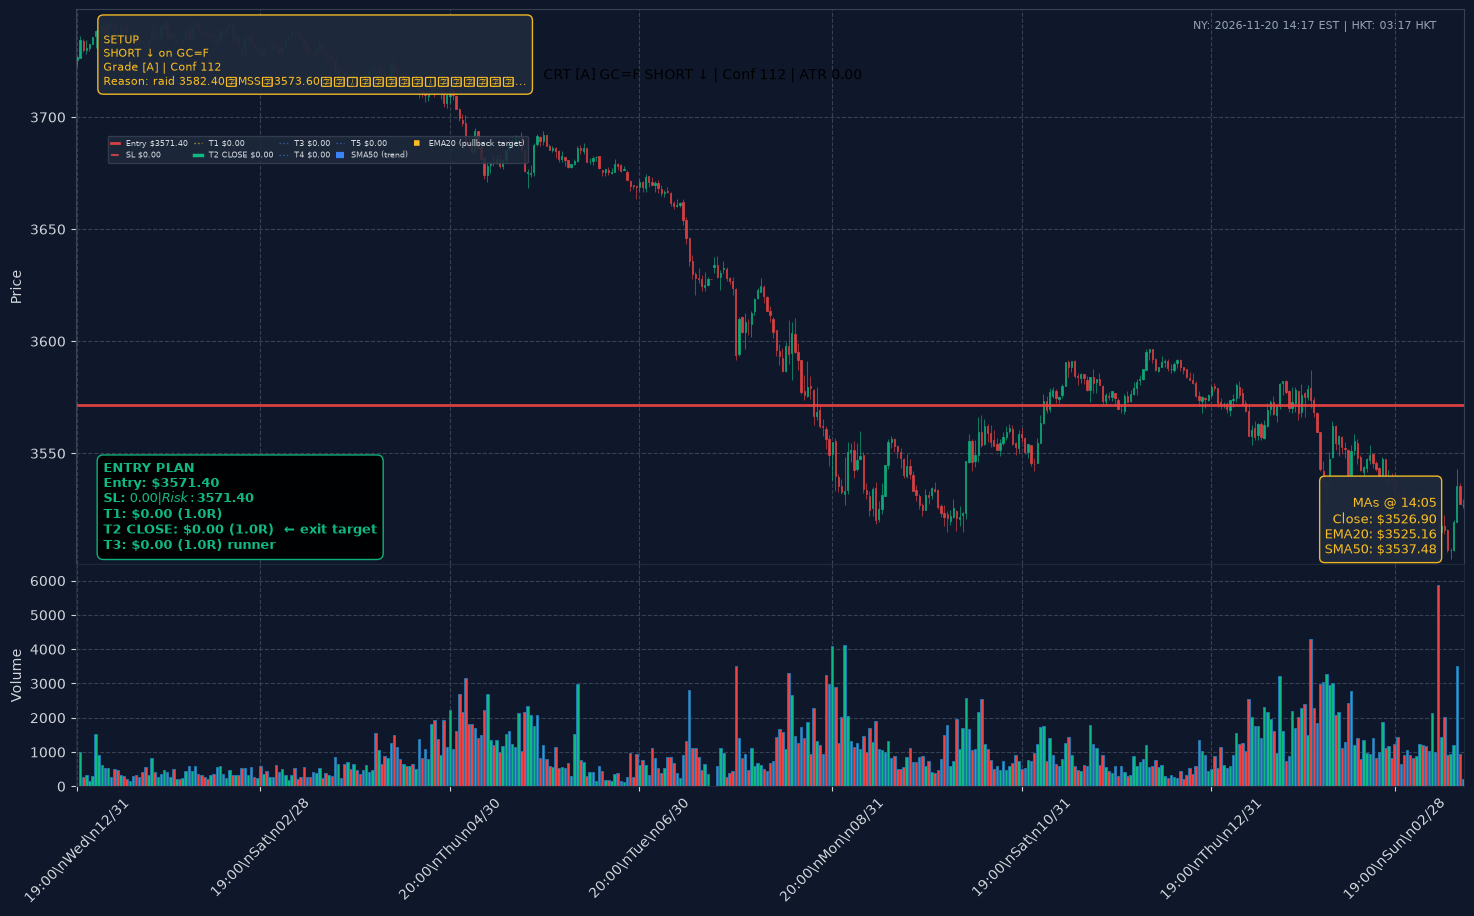 NY: 2026-11-20 14:17 EST | HKT: 03:17 HKT
SETUP
SHORT ↓ on GC=F
Grade [A] | Conf 112
Reason: raid 3582.40 MSS 3573.60 ...
CRT [A] GC=F SHORT ↓ | Conf 112 | ATR 0.00
Entry $3571.40 T1 $0.00 T3 $0.00 T5 $0.00 EMA20 (pullback target)
SL $0.00 T2 CLOSE $0.00 T4 $0.00 SMA50 (trend)
Price
3700
3650
3600
3550
ENTRY PLAN
Entry: $3571.40
SL: 0.00|Risk:3571.40
T1: $0.00 (1.0R)
T2 CLOSE: $0.00 (1.0R) ← exit target
T3: $0.00 (1.0R) runner
MAs @ 14:05
Close: $3526.90
EMA20: $3525.16
SMA50: $3537.48
Volume
6000
5000
4000
3000
2000
1000
0
19:00\nWed\n12/31
19:00\nSat\n02/28
20:00\nThu\n04/30
20:00\nTue\n06/30
20:00\nMon\n08/31
19:00\nSat\n10/31
19:00\nThu\n12/31
19:00\nSun\n02/28